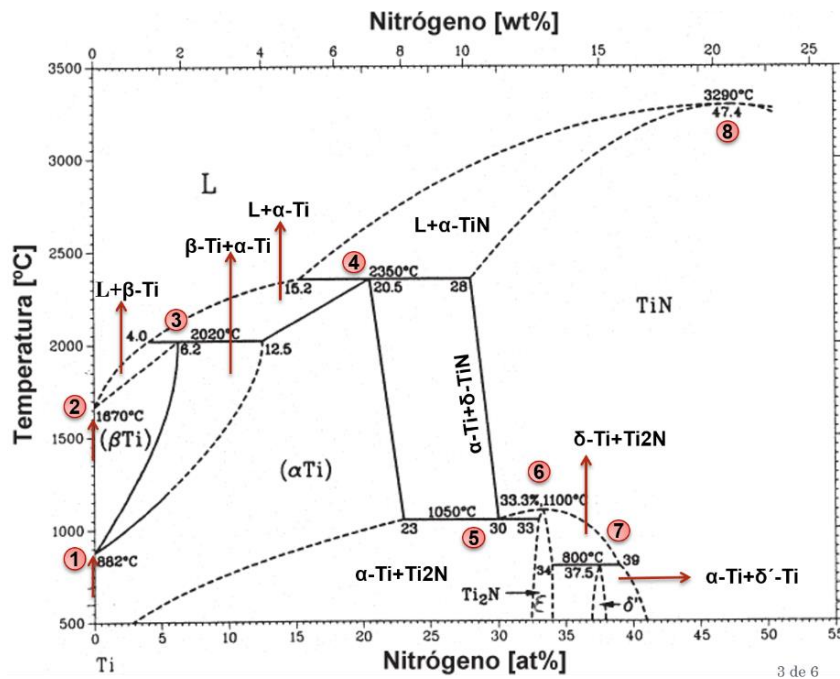 Nitrógeno [wt%]
0 1 2 3 4 5 6 7 8 10 15 20 25
3500
3290°C
47.4
8
3000
L
L+α-Ti
L+α-TiN
2500
β-Ti+α-Ti
4
2350°C
L+β-Ti
15.2 20.5 28
TiN
3
4.0 2020°C
2000
6.2 12.5
α-Ti+δ-TiN
2
1670°C
(βTi)
1500
(αTi)
δ-Ti+Ti2N
6
33.3%,1100°C
1050°C
7
1000
23 30 33
5
1
882°C
800°C 39
34 37.5
α-Ti+Ti2N
α-Ti+δ´-Ti
Ti₂N ε δ'
500
0 5 10 15 20 25 30 35 40 45 50 55
Ti
Nitrógeno [at%]
Temperatura [ºC]
3 de 6